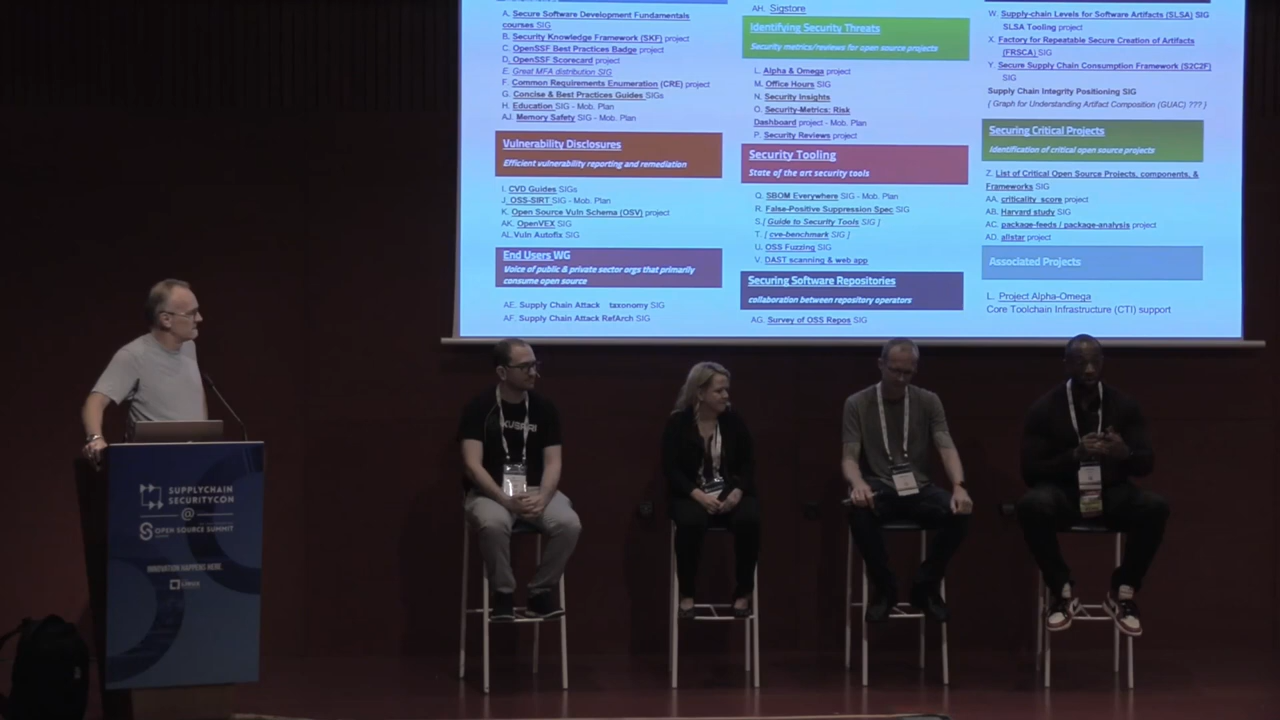 A. Secure Software Development Fundamentals
courses SIG
B. Security Knowledge Framework (SKF) project
C. OpenSSF Best Practices Badge project
D. OpenSSF Scorecard project
E. Great MFA distribution SIG
F. Common Requirements Enumeration (CRE) project
G. Concise & Best Practices Guides SIGs
H. Education SIG - Mob. Plan
AJ. Memory Safety SIG - Mob. Plan
Vulnerability Disclosures
Efficient vulnerability reporting and remediation
I. CVD Guides SIGs
J. OSS-SIRT SIG - Mob. Plan
K. Open Source Vuln Schema (OSV) project
AK. OpenVEX SIG
AL. Vuln Autofix SIG
End Users WG
Voice of public & private sector orgs that primarily
consume open source
AE. Supply Chain Attack taxonomy SIG
AF. Supply Chain Attack RefArch SIG
AH. Sigstore
Identifying Security Threats
Security metrics/reviews for open source projects
L. Alpha & Omega project
M. Office Hours SIG
N. Security Insights
O. Security-Metrics: Risk
Dashboard project - Mob. Plan
P. Security Reviews project
Security Tooling
State of the art security tools
Q. SBOM Everywhere SIG - Mob. Plan
R. False-Positive Suppression Spec SIG
S. [ Guide to Security Tools SIG ]
T. [ cve-benchmark SIG ]
U. OSS Fuzzing SIG
V. DAST scanning & web app
Securing Software Repositories
collaboration between repository operators
AG. Survey of OSS Repos SIG
W. Supply-chain Levels for Software Artifacts (SLSA) SIG
SLSA Tooling project
X. Factory for Repeatable Secure Creation of Artifacts
(FRSCA) SIG
Y. Secure Supply Chain Consumption Framework (S2C2F)
SIG
Supply Chain Integrity Positioning SIG
( Graph for Understanding Artifact Composition (GUAC) ??? )
Securing Critical Projects
Identification of critical open source projects
Z. List of Critical Open Source Projects, components, &
Frameworks SIG
AA. criticality_score project
AB. Harvard study SIG
AC. package-feeds / package-analysis project
AD. allstar project
Associated Projects
L. Project Alpha-Omega
Core Toolchain Infrastructure (CTI) support
SUPPLYCHAIN
SECURITYCON
@
OPEN SOURCE SUMMIT
INNOVATION HAPPENS HERE